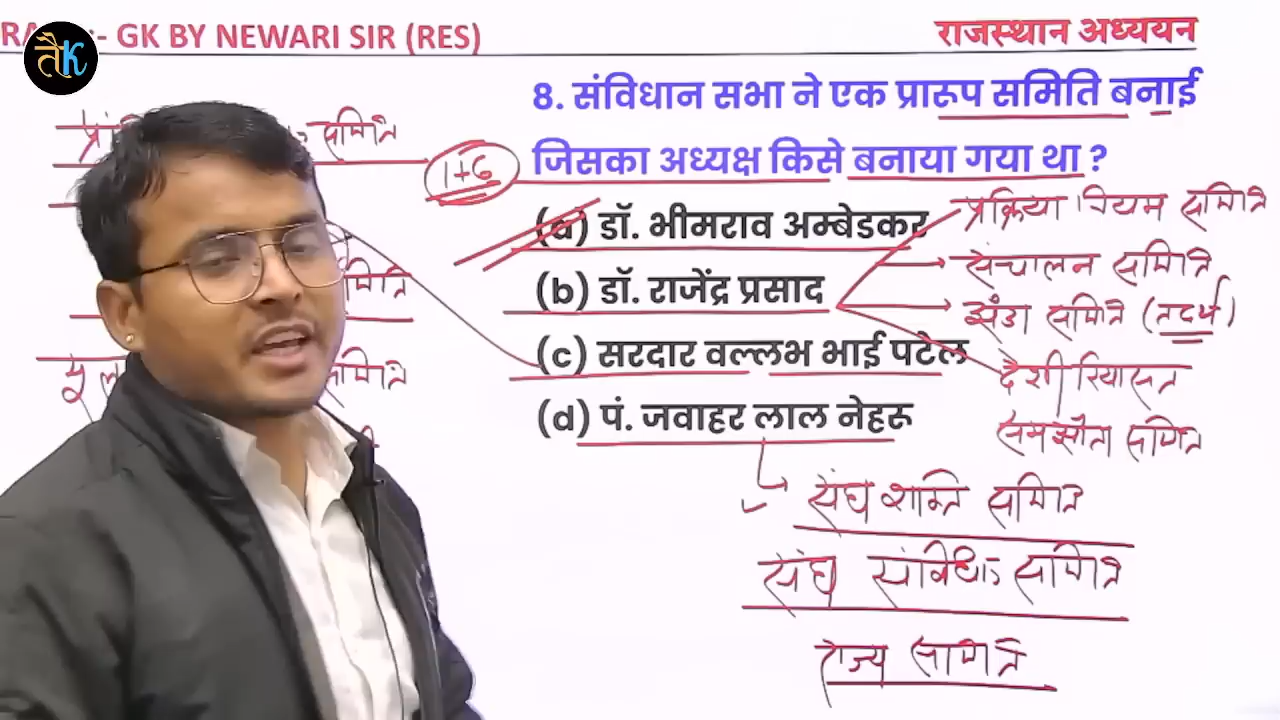 :- GK BY NEWARI SIR (RES)
राजस्थान अध्ययन
तैK
8. संविधान सभा ने एक प्रारूप समिति बनाई
जिसका अध्यक्ष किसे बनाया गया था ?
1+6
(a) डॉ. भीमराव अम्बेडकर
(b) डॉ. राजेंद्र प्रसाद
(c) सरदार वल्लभ भाई पटेल
(d) पं. जवाहर लाल नेहरू
प्रक्रिया नियम समिति
संचालन समिति
झंडा समिति (तदर्थ)
देशी रियासत
समझौता समिति
संघ शक्ति समिति
संघ संविधान समिति
राज्य समिति
समिति